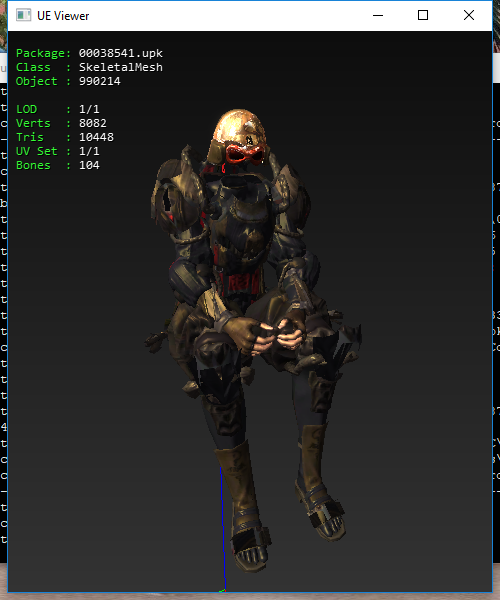 UE Viewer
Package: 00038541.upk
Class  : SkeletalMesh
Object : 990214
LOD    : 1/1
Verts  : 8082
Tris   : 10448
UV Set : 1/1
Bones  : 104